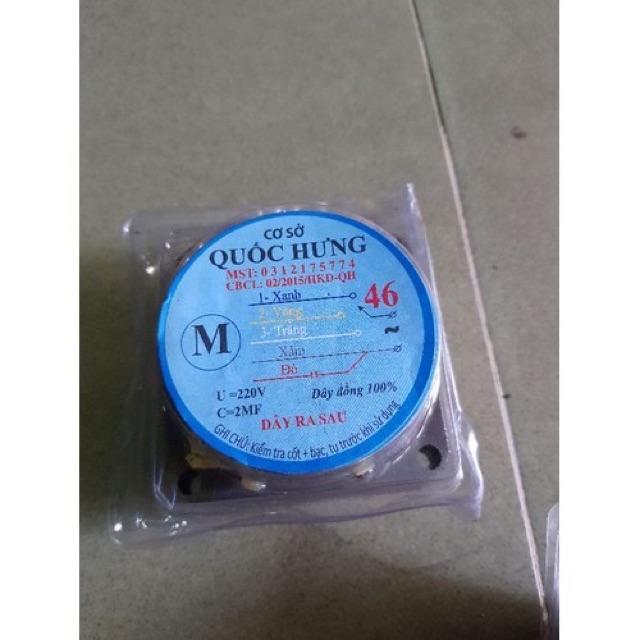 CƠ SỞ
QUỐC HƯNG
MST: 0312175774
CBCL: 02/2015/HKD-QH
1- Xanh
46
2- Vàng
3- Trắng
~
M
Xám
Đỏ
U =220V
Dây đồng 100%
C=2MF
DÂY RA SAU
GHI CHÚ: Kiểm tra cốt + bạc, tụ trước khi sử dụng